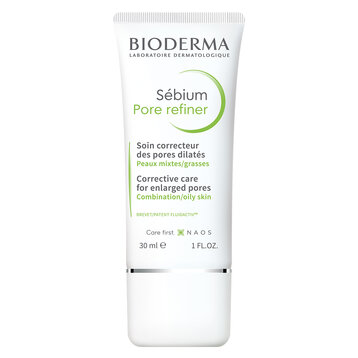 BIODERMA
LABORATOIRE DERMATOLOGIQUE
Sébium
Pore refiner
Soin correcteur
des pores dilatés
Peaux mixtes/grasses
Corrective care
for enlarged pores
Combination/oily skin
BREVET/PATENT FLUIDACTIV™
Care first. NAOS
30 ml ℮ 1 FL.OZ.